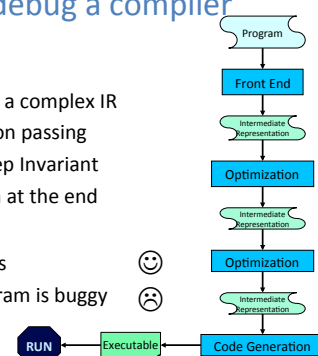 debug a compiler
Program
Front End
a complex IR
on passing
Intermediate
Representation
ep Invariant
Optimization
at the end
Intermediate
Representation
s
Optimization
ram is buggy
Intermediate
Representation
RUN
Executable
Code Generation